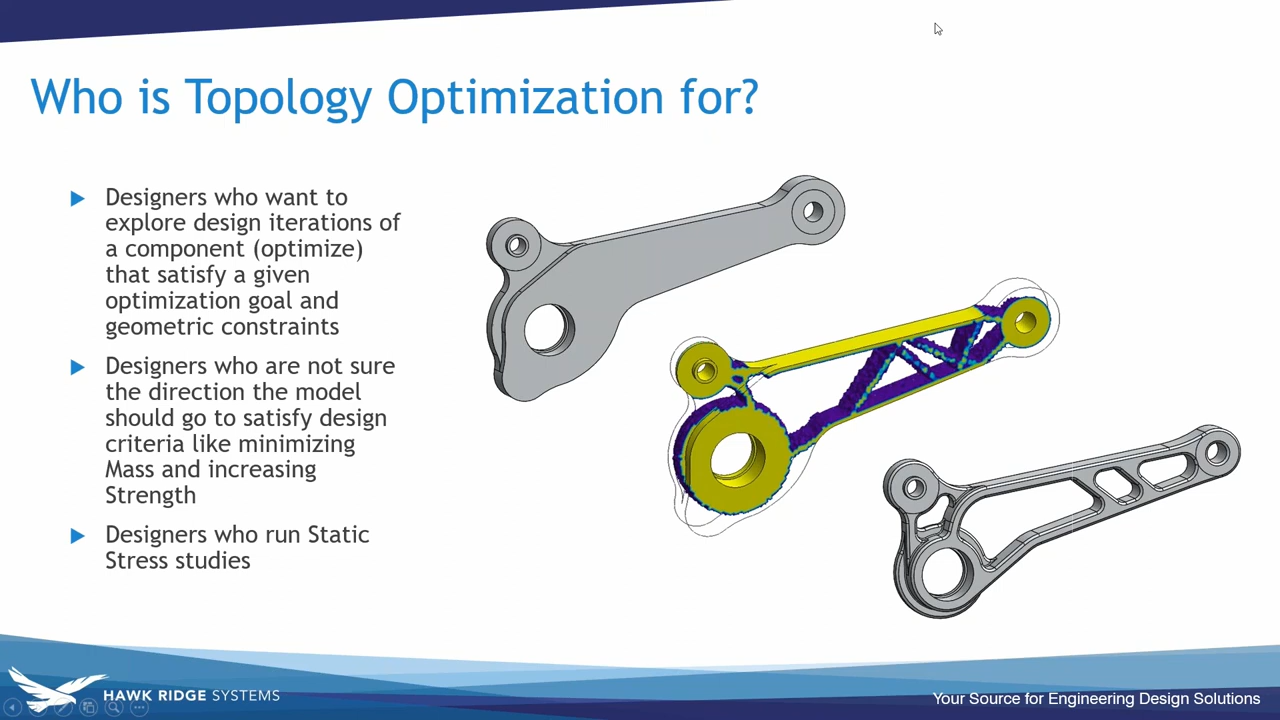 Who is Topology Optimization for?
Designers who want to
explore design iterations of
a component (optimize)
that satisfy a given
optimization goal and
geometric constraints
Designers who are not sure
the direction the model
should go to satisfy design
criteria like minimizing
Mass and increasing
Strength
Designers who run Static
Stress studies
HAWK RIDGE SYSTEMS
Your Source for Engineering Design Solutions